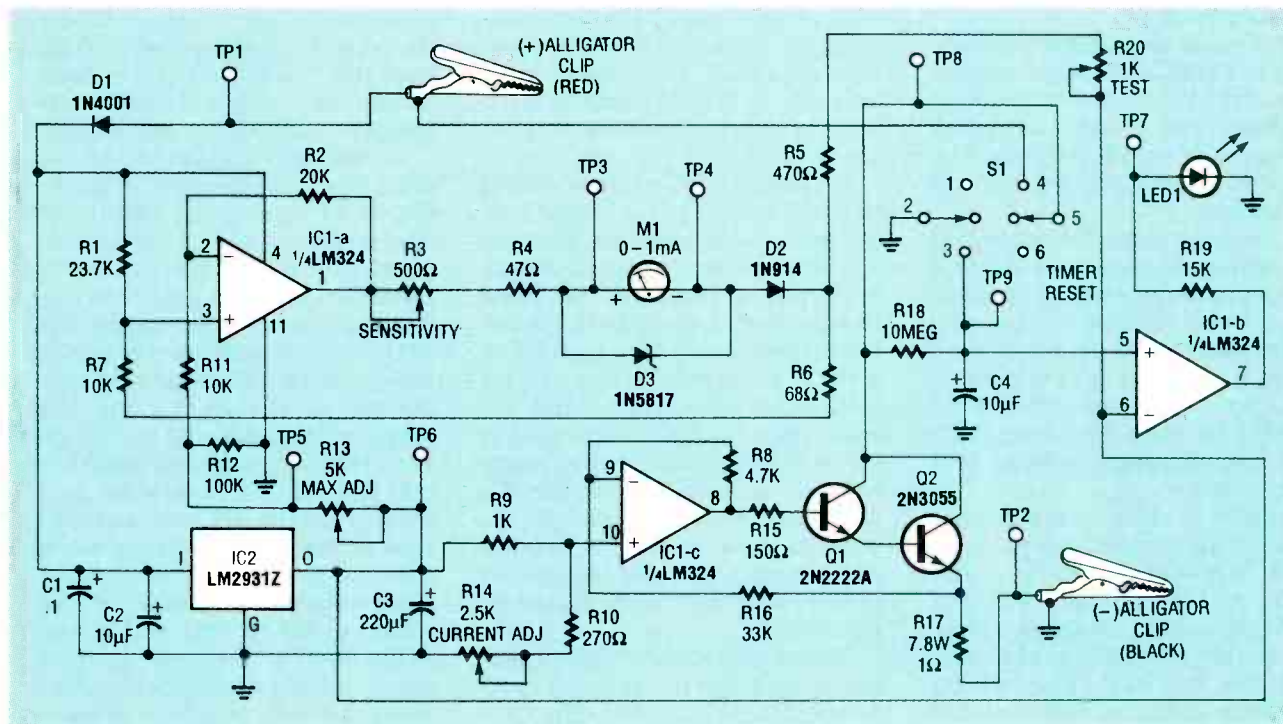 TP1
(+)ALLIGATOR
CLIP
(RED)
D1
1N4001
R2
20K
R1
23.7K
2
−
4
IC1-a
¼LM324
1
3
+
11
R3
500Ω
SENSITIVITY
R4
47Ω
TP3
TP4
M1
0–1mA
+
−
D2
1N914
D3
1N5817
R5
470Ω
R6
68Ω
R7
10K
R11
10K
R12
100K
TP8
R20
1K
TEST
TP7
LED1
S1
1
4
2
5
3
6
TIMER
RESET
TP9
R18
10MEG
C4
10µF
R19
15K
IC1-b
¼LM324
5
+
7
6
−
TP5
R13
5K
MAX ADJ
TP6
I
IC2
LM2931Z
O
G
C1
+
.1
C2
+
10µF
C3
+
220µF
R9
1K
R14
2.5K
CURRENT ADJ
R10
270Ω
9
−
10
+
8
IC1-c
¼LM324
R8
4.7K
R15
150Ω
R16
33K
Q1
2N2222A
Q2
2N3055
R17
7.8W
1Ω
TP2
(−)ALLIGATOR
CLIP
(BLACK)